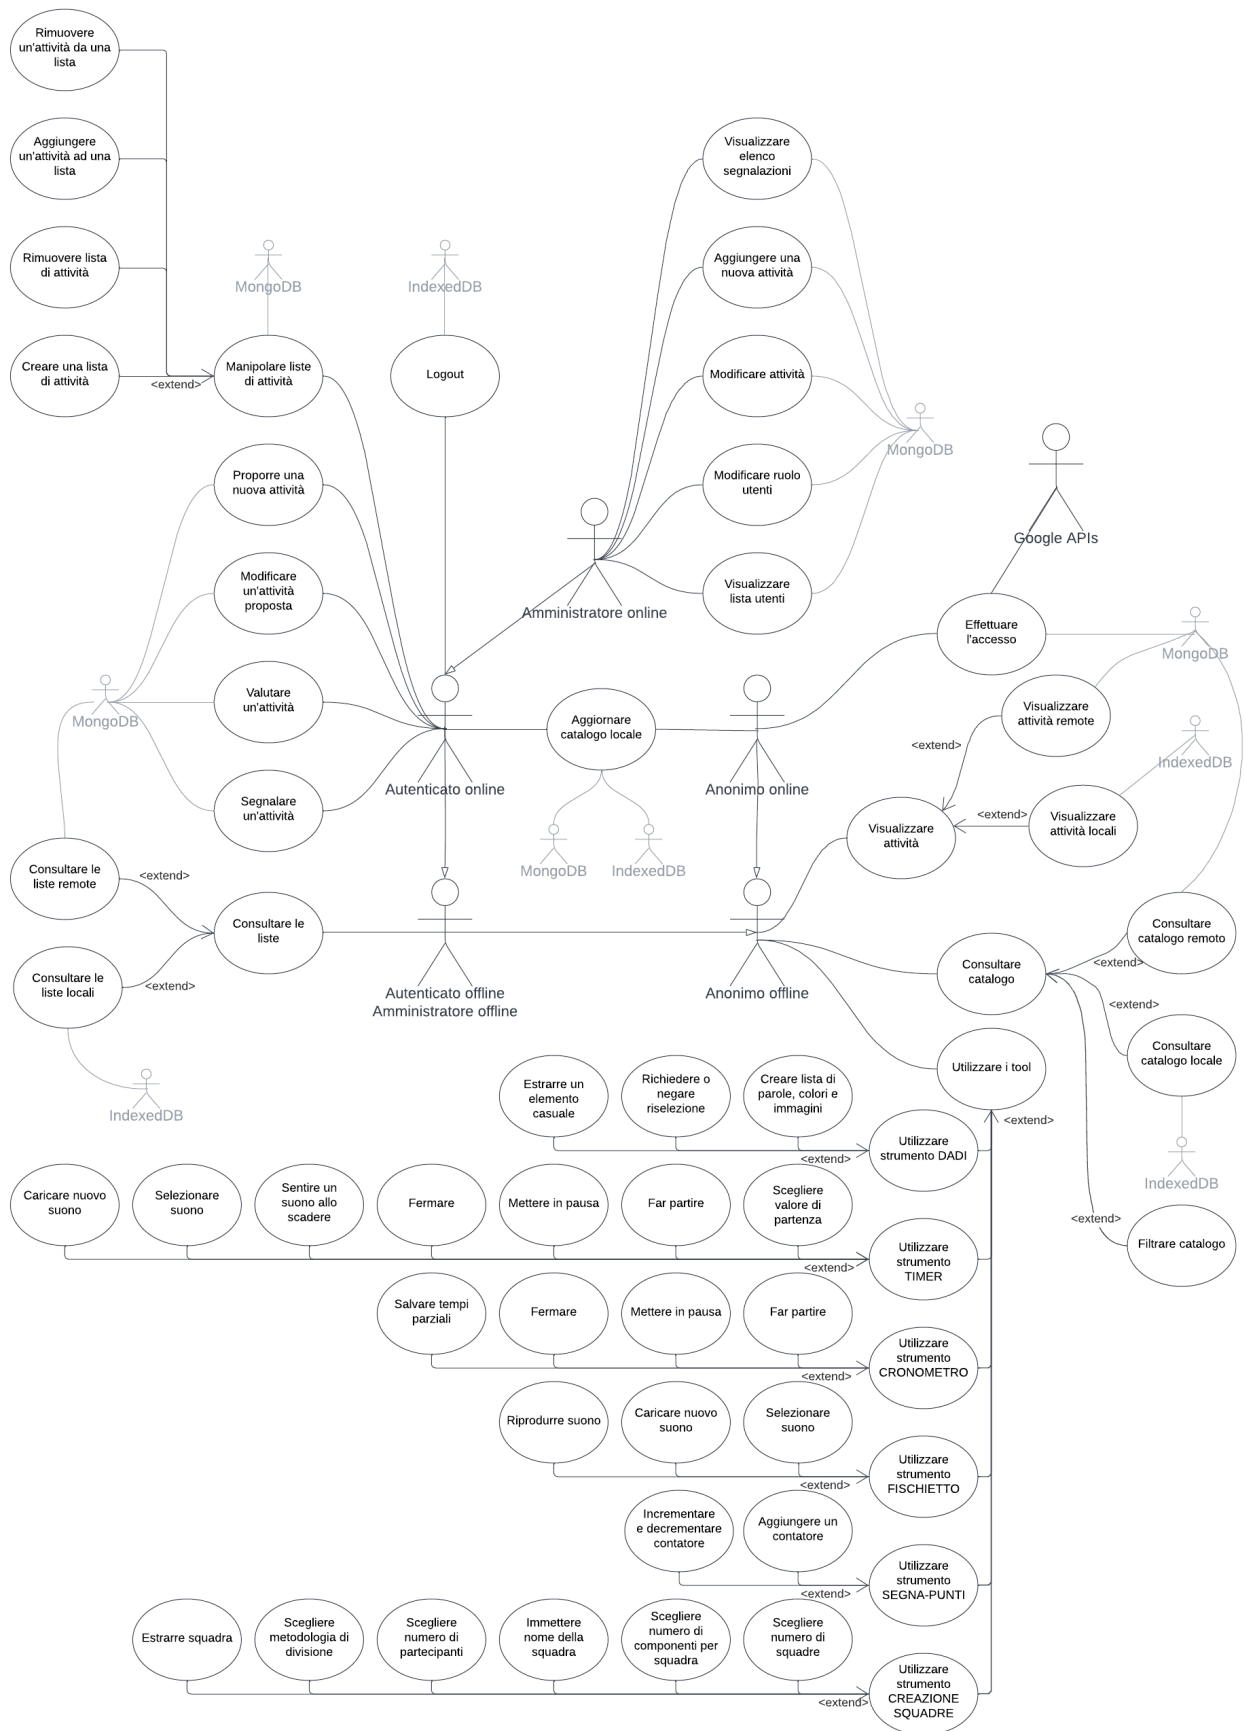 Rimuovere
un'attività da una
lista
Aggiungere
un'attività ad una
lista
Rimuovere lista
di attività
Creare una lista
di attività
<extend>
MongoDB
Manipolare liste
di attività
IndexedDB
Logout
Visualizzare
elenco
segnalazioni
Aggiungere una
nuova attività
Modificare attività
Modificare ruolo
utenti
Visualizzare
lista utenti
MongoDB
Amministratore online
Google APIs
Proporre una
nuova attività
Modificare
un'attività
proposta
Valutare
un'attività
Segnalare
un'attività
MongoDB
Autenticato online
Aggiornare
catalogo locale
MongoDB
IndexedDB
Anonimo online
Effettuare
l'accesso
MongoDB
Visualizzare
attività remote
<extend>
IndexedDB
Visualizzare
attività
<extend>
Visualizzare
attività locali
Consultare le
liste remote
<extend>
Consultare le
liste
Consultare le
liste locali
<extend>
IndexedDB
Autenticato offline
Amministratore offline
Anonimo offline
Consultare
catalogo
Consultare
catalogo remoto
<extend>
<extend>
Consultare
catalogo locale
IndexedDB
<extend>
Filtrare catalogo
Utilizzare i tool
<extend>
Estrarre un
elemento
casuale
Richiedere o
negare
riselezione
Creare lista di
parole, colori e
immagini
<extend>
Utilizzare
strumento DADI
Caricare nuovo
suono
Selezionare
suono
Sentire un
suono allo
scadere
Fermare
Mettere in pausa
Far partire
Scegliere
valore di
partenza
<extend>
Utilizzare
strumento
TIMER
Salvare tempi
parziali
Fermare
Mettere in pausa
Far partire
<extend>
Utilizzare
strumento
CRONOMETRO
Riprodurre suono
Caricare nuovo
suono
Selezionare
suono
<extend>
Utilizzare
strumento
FISCHIETTO
Incrementare
e decrementare
contatore
Aggiungere un
contatore
<extend>
Utilizzare
strumento
SEGNA-PUNTI
Estrarre squadra
Scegliere
metodologia di
divisione
Scegliere
numero di
partecipanti
Immettere
nome della
squadra
Scegliere
numero di
componenti per
squadra
Scegliere
numero di
squadre
<extend>
Utilizzare
strumento
CREAZIONE
SQUADRE